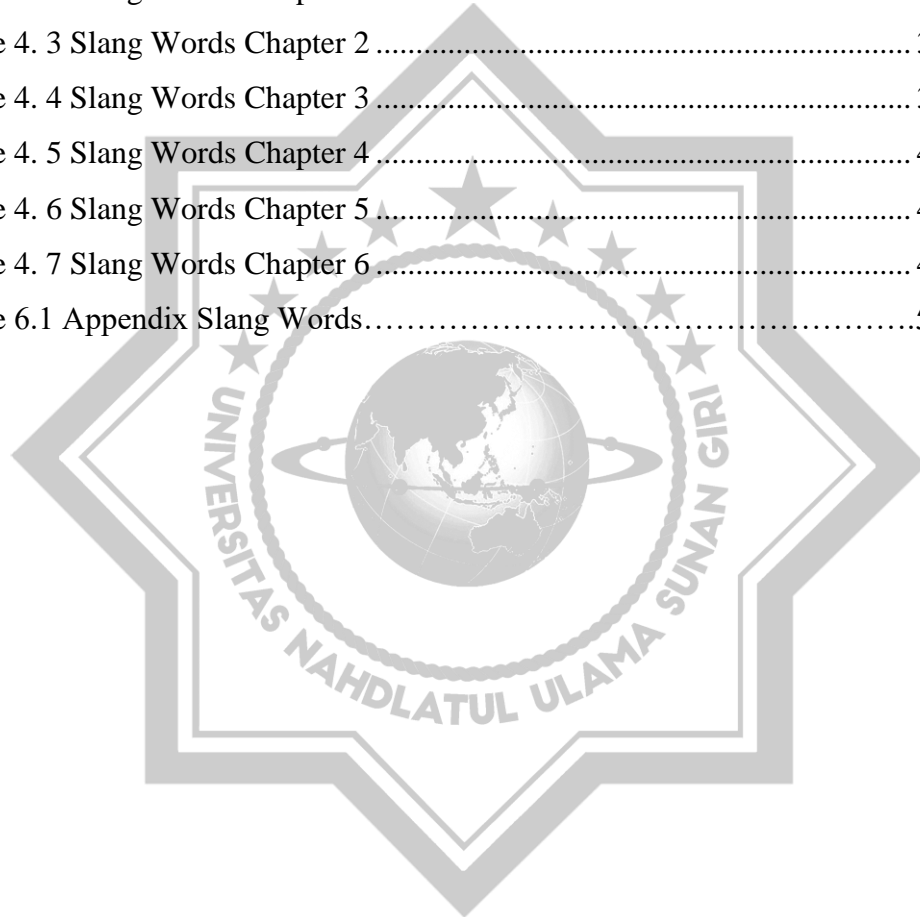 e 4. 3 Slang Words Chapter 2 ........................................................................
e 4. 4 Slang Words Chapter 3 ........................................................................
e 4. 5 Slang Words Chapter 4 ........................................................................
e 4. 6 Slang Words Chapter 5 ........................................................................
e 4. 7 Slang Words Chapter 6 ........................................................................
e 6.1 Appendix Slang Words……………………………………………………….
UNIVERSITAS NAHDLATUL ULAMA SUNAN GIRI